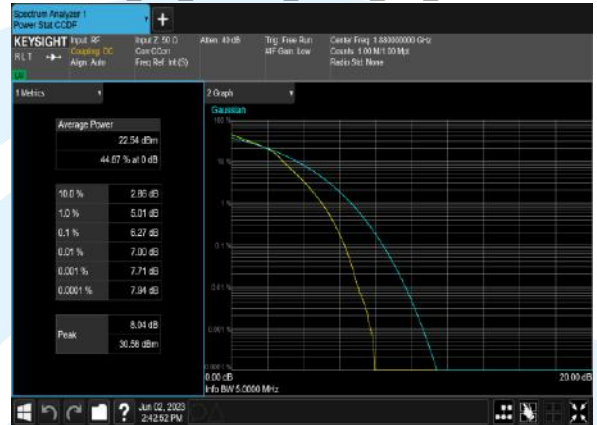 Spectrum Analyzer 1
Power Stat CCDF
KEYSIGHT
RLT
Input: RF
Coupling: DC
Align: Auto
Input Z: 50 Ω
Corr CCorr
Freq Ref: Int (S)
Atten: 40 dB
Trig: Free Run
#IF Gain: Low
Center Freq: 1.880000000 GHz
Counts: 1.00 M/1.00 Mpt
Radio Std: None
1 Metrics
Average Power
22.54 dBm
44.67 % at 0 dB
10.0 % 2.86 dB
1.0 % 5.01 dB
0.1 % 6.27 dB
0.01 % 7.00 dB
0.001 % 7.71 dB
0.0001 % 7.94 dB
Peak
8.04 dB
30.58 dBm
2 Graph
Gaussian
100 %
10 %
1 %
0.1 %
0.01 %
0.001 %
0.0001 %
0.00 dB
20.00 dB
Info BW 5.0000 MHz
?
Jun 02, 2023
2:42:52 PM